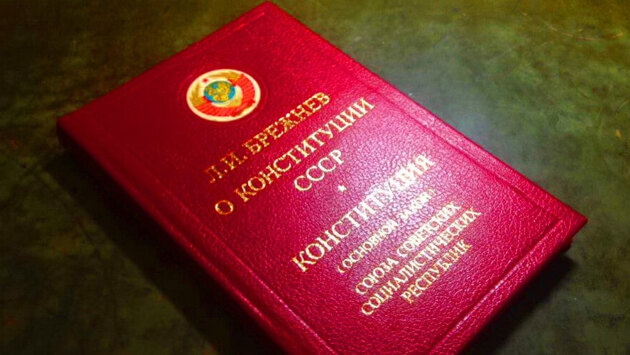 Л.И. БРЕЖНЕВ
О КОНСТИТУЦИИ
СССР
КОНСТИТУЦИЯ
(ОСНОВНОЙ ЗАКОН)
СОЮЗА СОВЕТСКИХ
СОЦИАЛИСТИЧЕСКИХ
РЕСПУБЛИК